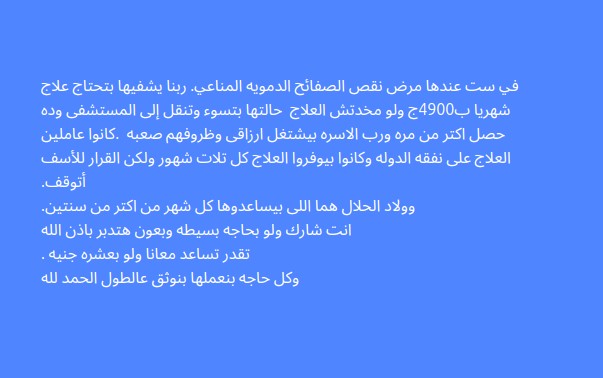 في ست عندها مرض نقص الصفائح الدمويه المناعي. ربنا يشفيها بتحتاج علاج
شهريا ب4900ج ولو مخدتش العلاج حالتها بتسوء وتنقل إلى المستشفى وده
حصل اكتر من مره ورب الاسره بيشتغل ارزاقى وظروفهم صعبه .كانوا عاملين
العلاج على نفقه الدوله وكانوا بيوفروا العلاج كل تلات شهور ولكن القرار للأسف
أتوقف.
وولاد الحلال هما اللى بيساعدوها كل شهر من اكتر من سنتين.
انت شارك ولو بحاجه بسيطه وبعون هتدبر باذن الله
تقدر تساعد معانا ولو بعشره جنيه .
وكل حاجه بنعملها بنوثق عالطول الحمد لله